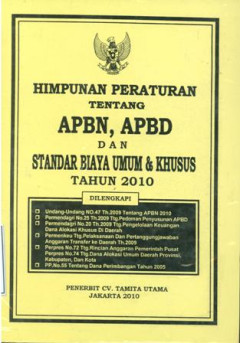 HIMPUNAN PERATURAN
TENTANG
APBN, APBD
DAN
STANDAR BIAYA UMUM & KHUSUS
TAHUN 2010
DILENGKAPI
Undang-Undang NO.47 Th.2009 Tentang APBN 2010
Permendagri No.25 Th.2009 Ttg.Pedoman Penyusunan APBD
Permendagri No.20 Th.2009 Ttg Pengelolaan Keuangan
Dana Alokasi Khusus Di Daerah
Permenkeu Ttg.Pelaksanaan Dan Pertanggungjawaban
Anggaran Transfer ke Daerah Th.2009
Perpres No.72 Ttg.Rincian Anggaran Pemerintah Pusat
Perpres No.74 Ttg.Dana Alokasi Umum Daerah Provinsi,
Kabupaten, Dan Kota
PP.No.55 Tentang Dana Perimbangan Tahun 2005
PENERBIT CV. TAMITA UTAMA
JAKARTA 2010